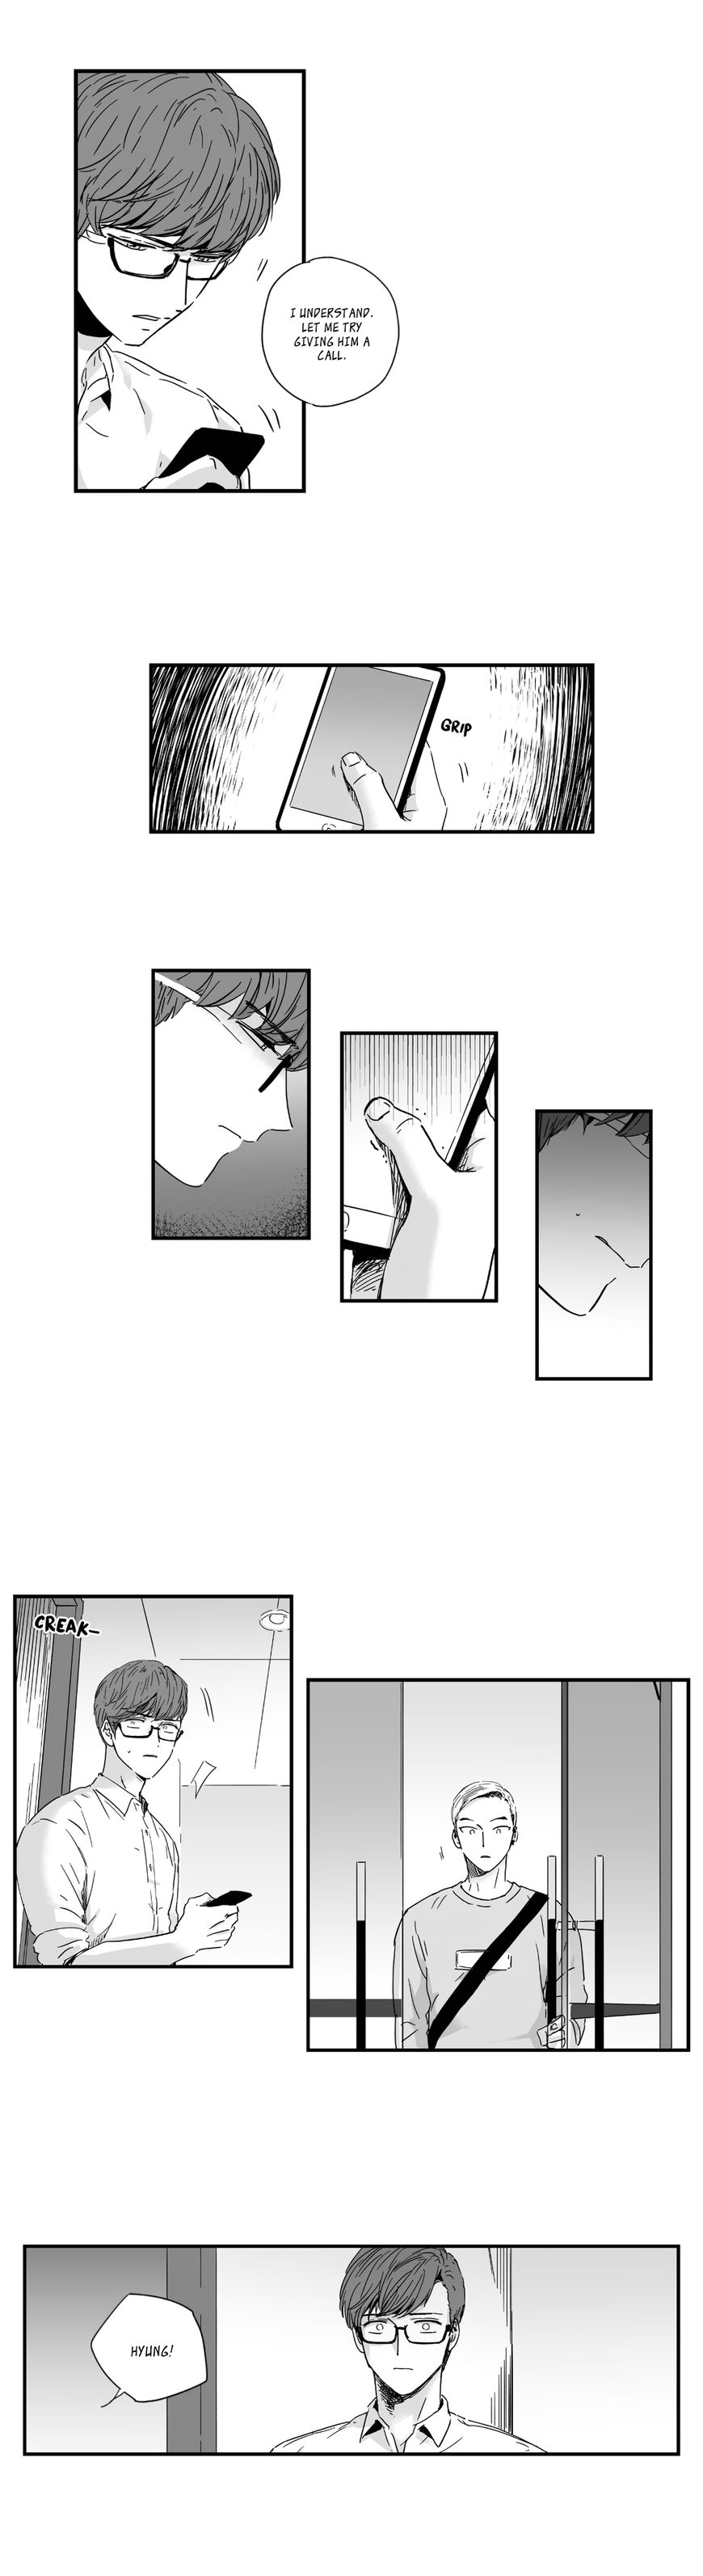 I UNDERSTAND.
LET ME TRY
GIVING HIM A
CALL.
GRIP
CREAK-
HYUNG!